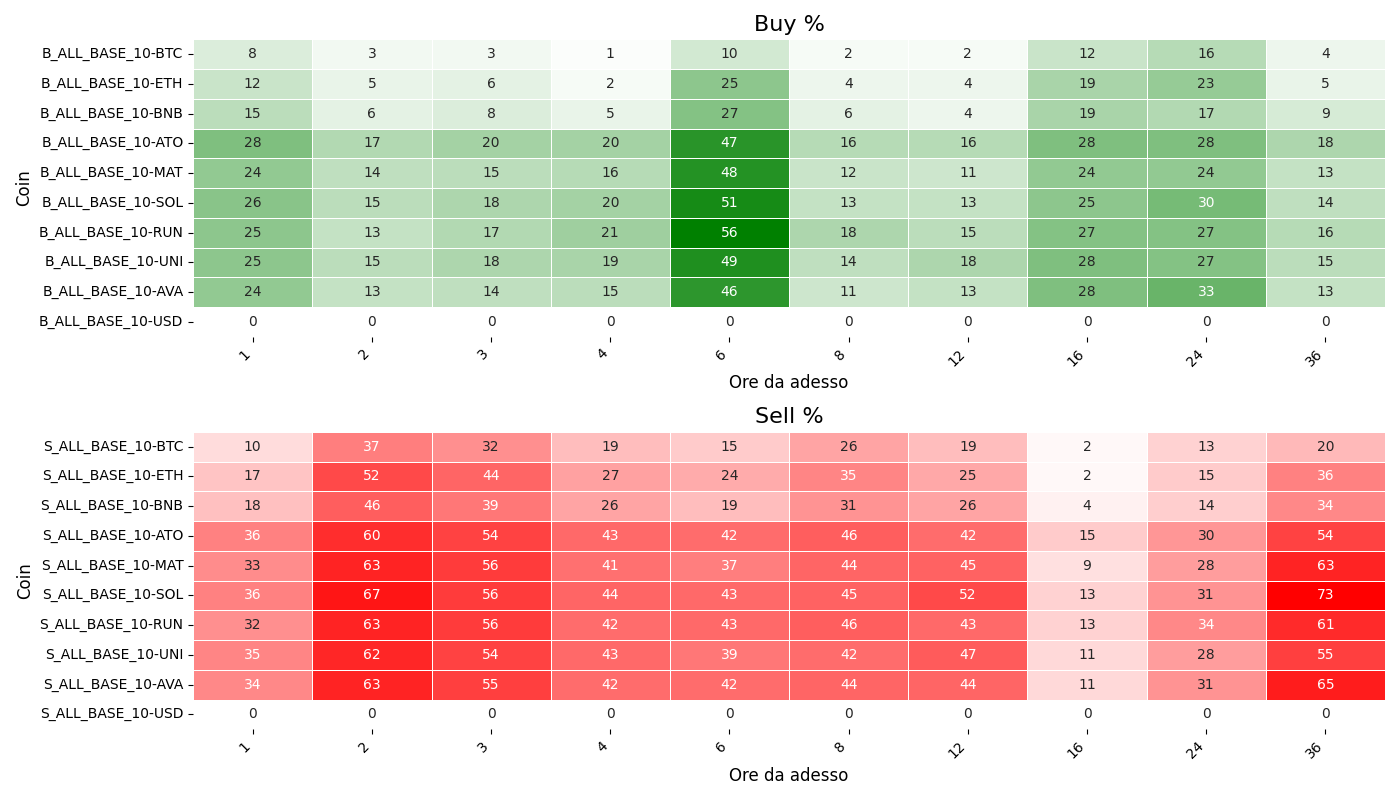 Buy %
Coin
B_ALL_BASE_10-BTC 8 3 3 1 10 2 2 12 16 4
B_ALL_BASE_10-ETH 12 5 6 2 25 4 4 19 23 5
B_ALL_BASE_10-BNB 15 6 8 5 27 6 4 19 17 9
B_ALL_BASE_10-ATO 28 17 20 20 47 16 16 28 28 18
B_ALL_BASE_10-MAT 24 14 15 16 48 12 11 24 24 13
B_ALL_BASE_10-SOL 26 15 18 20 51 13 13 25 30 14
B_ALL_BASE_10-RUN 25 13 17 21 56 18 15 27 27 16
B_ALL_BASE_10-UNI 25 15 18 19 49 14 18 28 27 15
B_ALL_BASE_10-AVA 24 13 14 15 46 11 13 28 33 13
B_ALL_BASE_10-USD 0 0 0 0 0 0 0 0 0 0
1 2 3 4 6 8 12 16 24 36
Ore da adesso
Sell %
Coin
S_ALL_BASE_10-BTC 10 37 32 19 15 26 19 2 13 20
S_ALL_BASE_10-ETH 17 52 44 27 24 35 25 2 15 36
S_ALL_BASE_10-BNB 18 46 39 26 19 31 26 4 14 34
S_ALL_BASE_10-ATO 36 60 54 43 42 46 42 15 30 54
S_ALL_BASE_10-MAT 33 63 56 41 37 44 45 9 28 63
S_ALL_BASE_10-SOL 36 67 56 44 43 45 52 13 31 73
S_ALL_BASE_10-RUN 32 63 56 42 43 46 43 13 34 61
S_ALL_BASE_10-UNI 35 62 54 43 39 42 47 11 28 55
S_ALL_BASE_10-AVA 34 63 55 42 42 44 44 11 31 65
S_ALL_BASE_10-USD 0 0 0 0 0 0 0 0 0 0
1 2 3 4 6 8 12 16 24 36
Ore da adesso